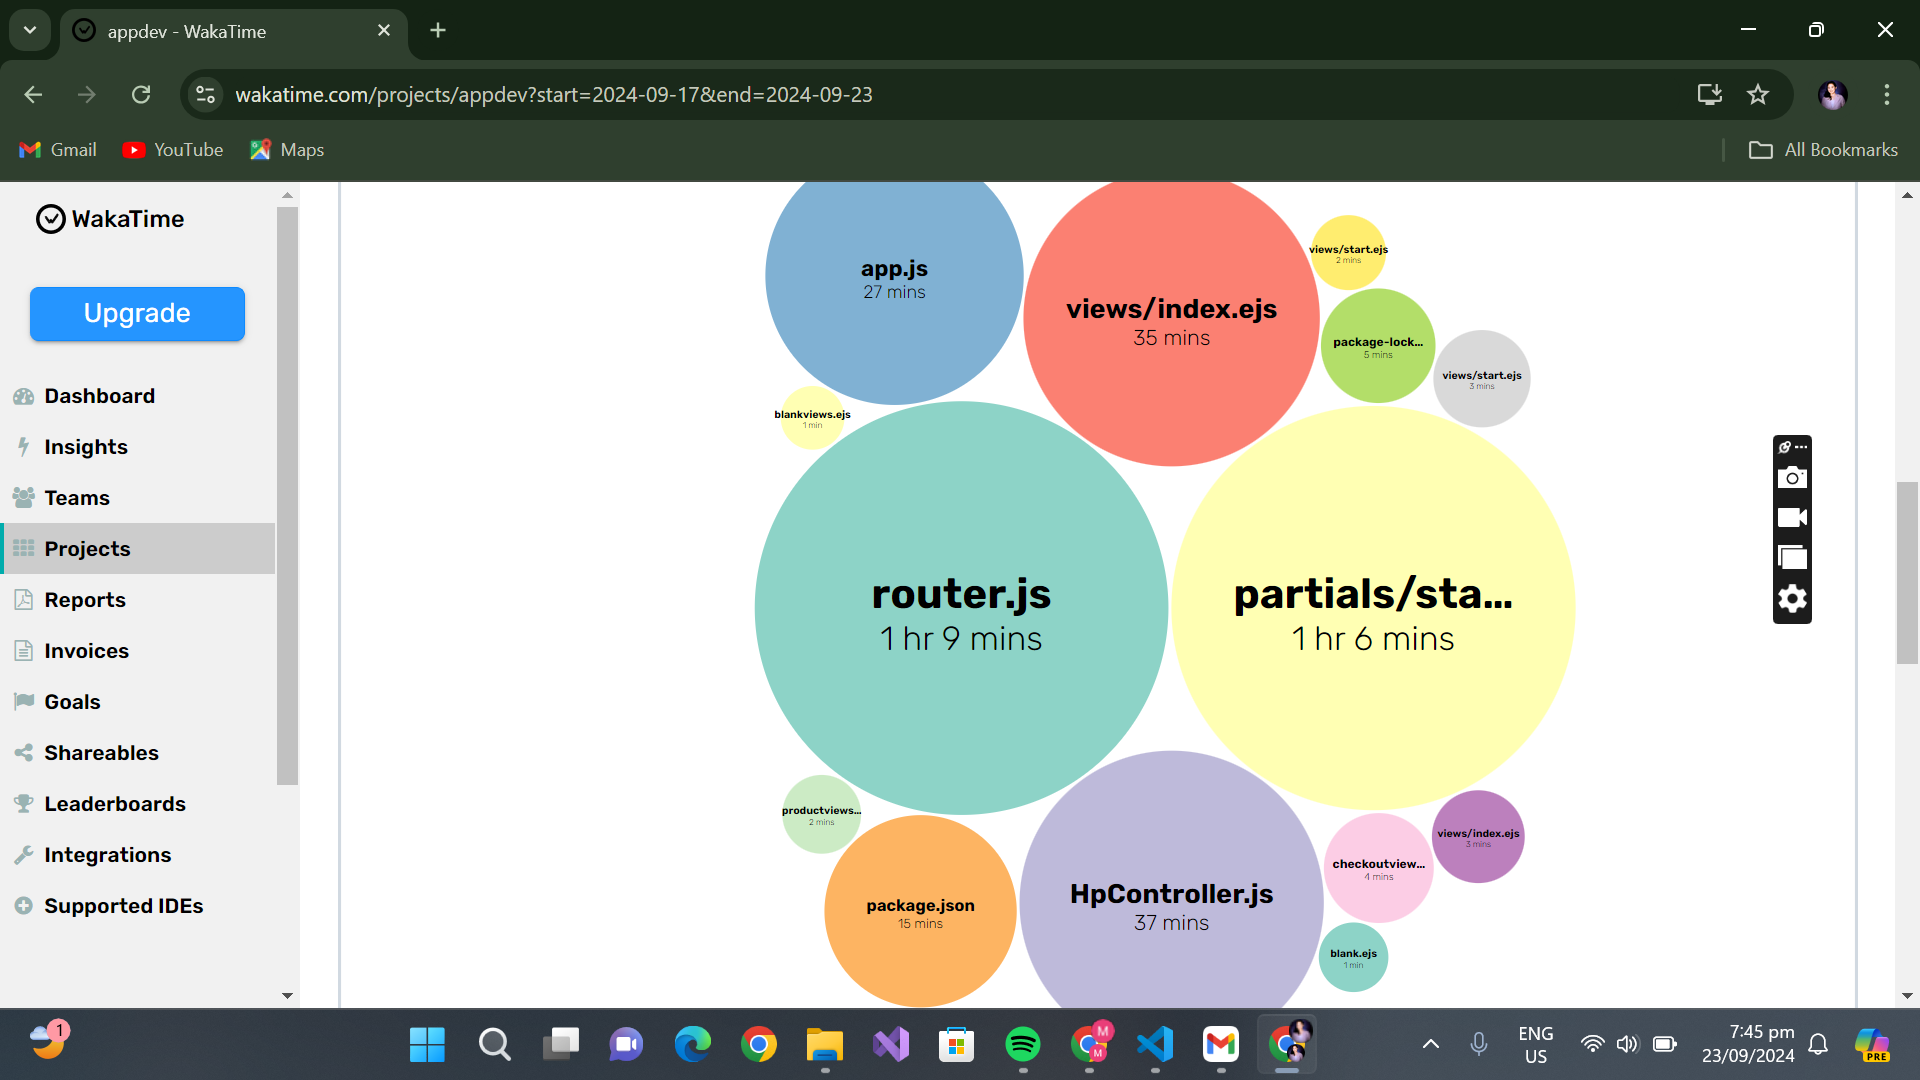 appdev - WakaTime
wakatime.com/projects/appdev?start=2024-09-17&end=2024-09-23
Gmail
YouTube
Maps
All Bookmarks
WakaTime
Upgrade
Dashboard
Insights
Teams
Projects
Reports
Invoices
Goals
Shareables
Leaderboards
Integrations
Supported IDEs
app.js
27 mins
views/index.ejs
35 mins
views/start.ejs
2 mins
package-lock...
5 mins
views/start.ejs
3 mins
blankviews.ejs
1 min
router.js
1 hr 9 mins
partials/sta...
1 hr 6 mins
productviews...
2 mins
package.json
15 mins
HpController.js
37 mins
checkoutview...
4 mins
views/index.ejs
3 mins
blank.ejs
1 min
1
M
M
ENG
US
7:45 pm
23/09/2024
PRE